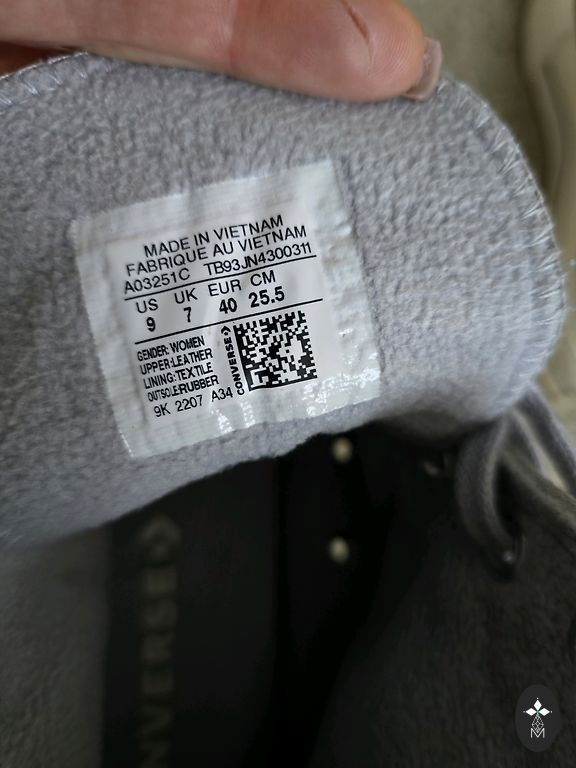 MADE IN VIETNAM
FABRIQUE AU VIETNAM
A03251C TB93JN4300311
US UK EUR CM
9 7 40 25.5
GENDER: WOMEN
UPPER:LEATHER
LINING:TEXTILE
OUTSOLE:RUBBER
CONVERSE
9K 2207 A34
CONVERSE
M